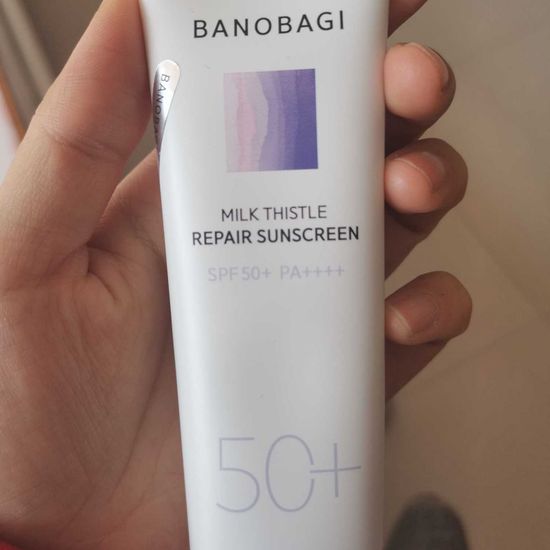 BANOBAGI
MILK THISTLE
REPAIR SUNSCREEN
SPF50+ PA++++
50+